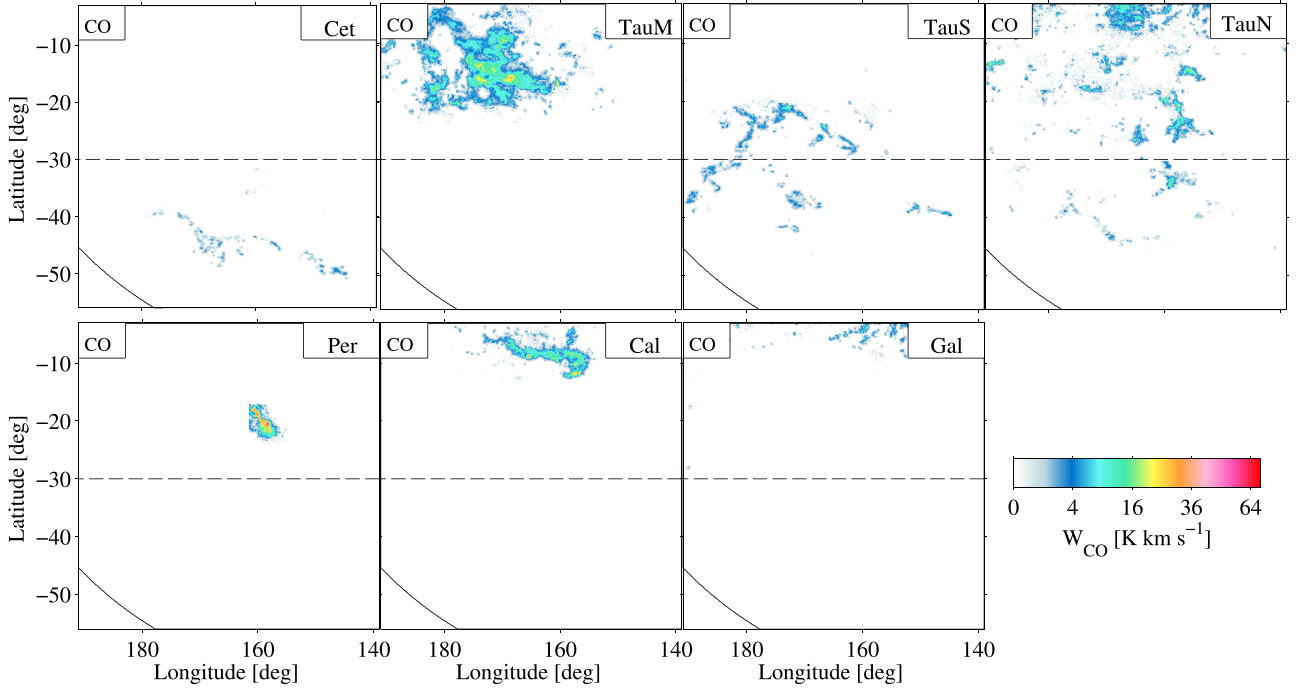 CO Cet CO TauM CO TauS CO TauN
−10
−20
−30
−40
−50
Latitude [deg]
CO Per CO Cal CO Gal
−10
−20
−30
−40
−50
Latitude [deg]
180 160 140 180 160 140 180 160 140
Longitude [deg] Longitude [deg] Longitude [deg]
0 4 16 36 64
W_CO [K km s⁻¹]